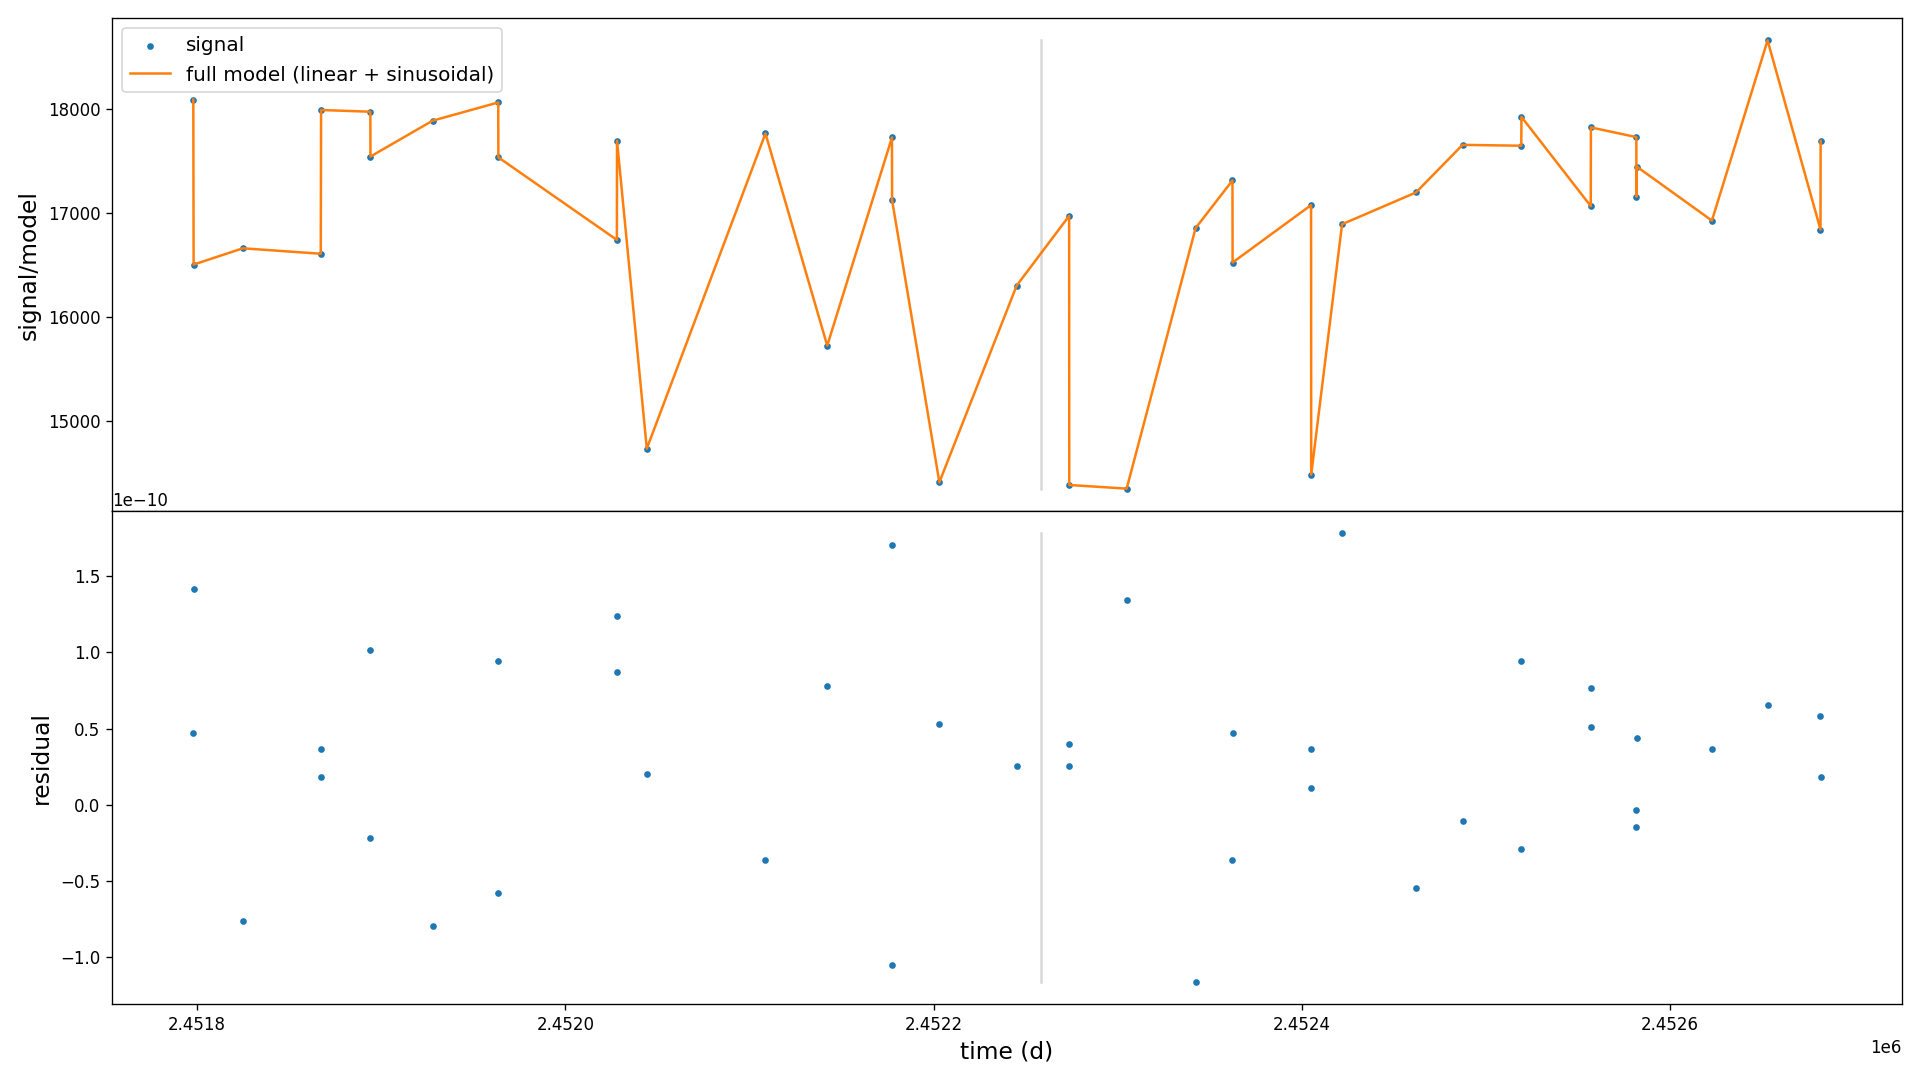 signal
full model (linear + sinusoidal)
18000
17000
16000
15000
signal/model
1e−10
1.5
1.0
0.5
0.0
−0.5
−1.0
residual
2.4518
2.4520
2.4522
2.4524
2.4526
time (d)
1e6